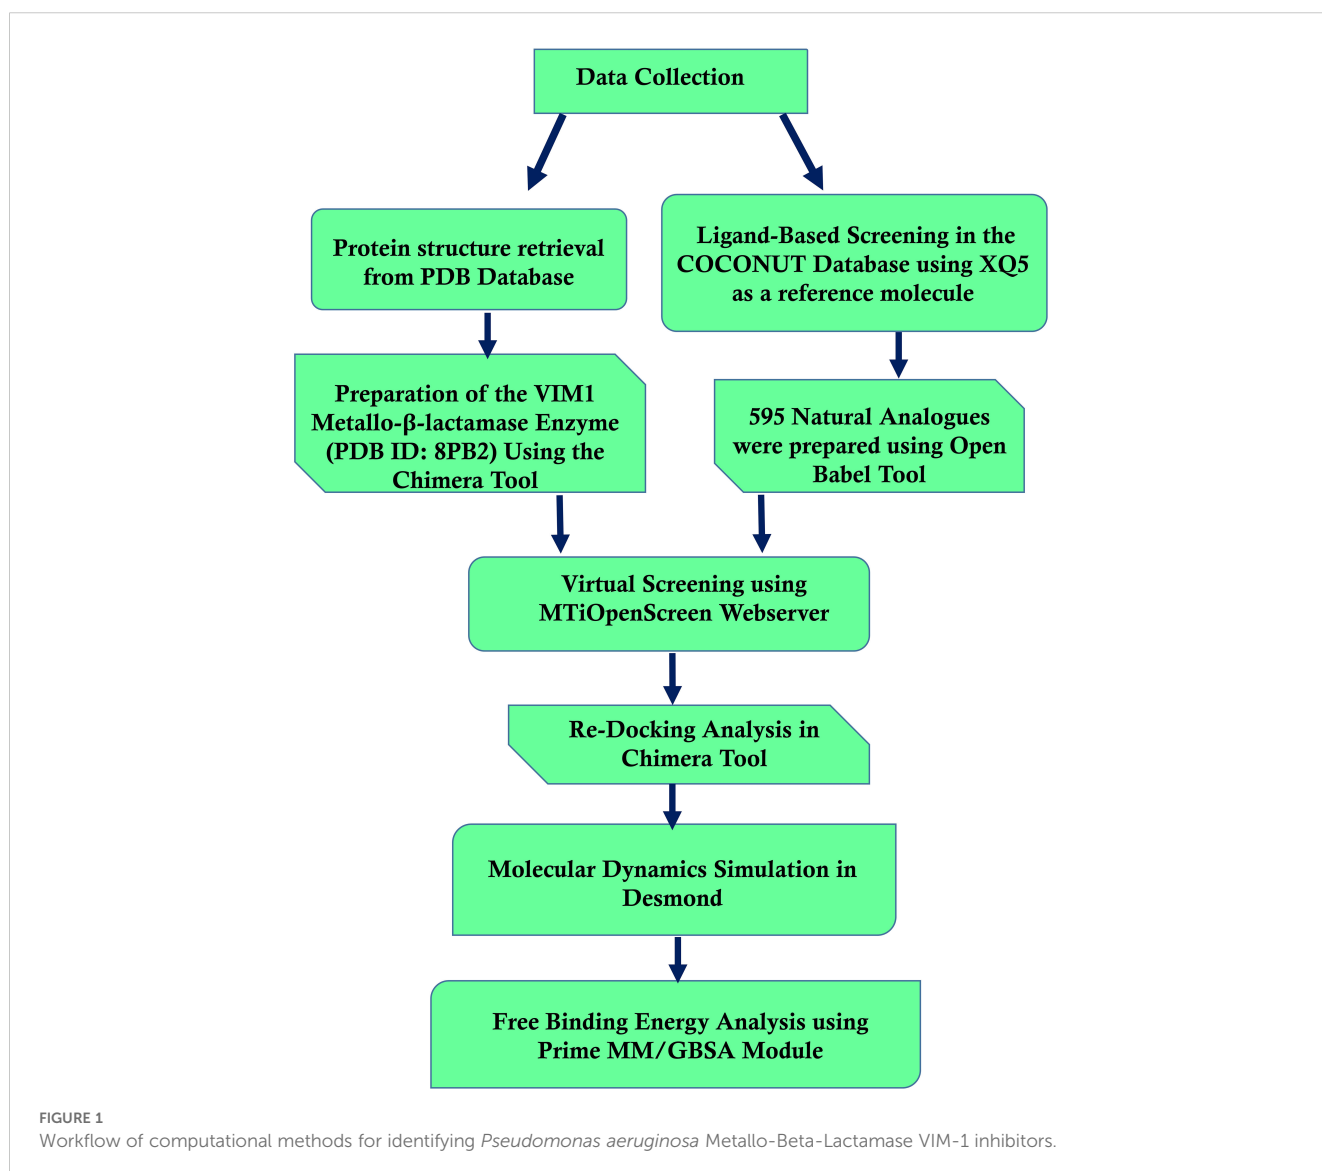 Data Collection
Protein structure retrieval
from PDB Database
Ligand-Based Screening in the
COCONUT Database using XQ5
as a reference molecule
Preparation of the VIM1
Metallo-β-lactamase Enzyme
(PDB ID: 8PB2) Using the
Chimera Tool
595 Natural Analogues
were prepared using Open
Babel Tool
Virtual Screening using
MTiOpenScreen Webserver
Re-Docking Analysis in
Chimera Tool
Molecular Dynamics Simulation in
Desmond
Free Binding Energy Analysis using
Prime MM/GBSA Module
FIGURE 1
Workflow of computational methods for identifying Pseudomonas aeruginosa Metallo-Beta-Lactamase VIM-1 inhibitors.